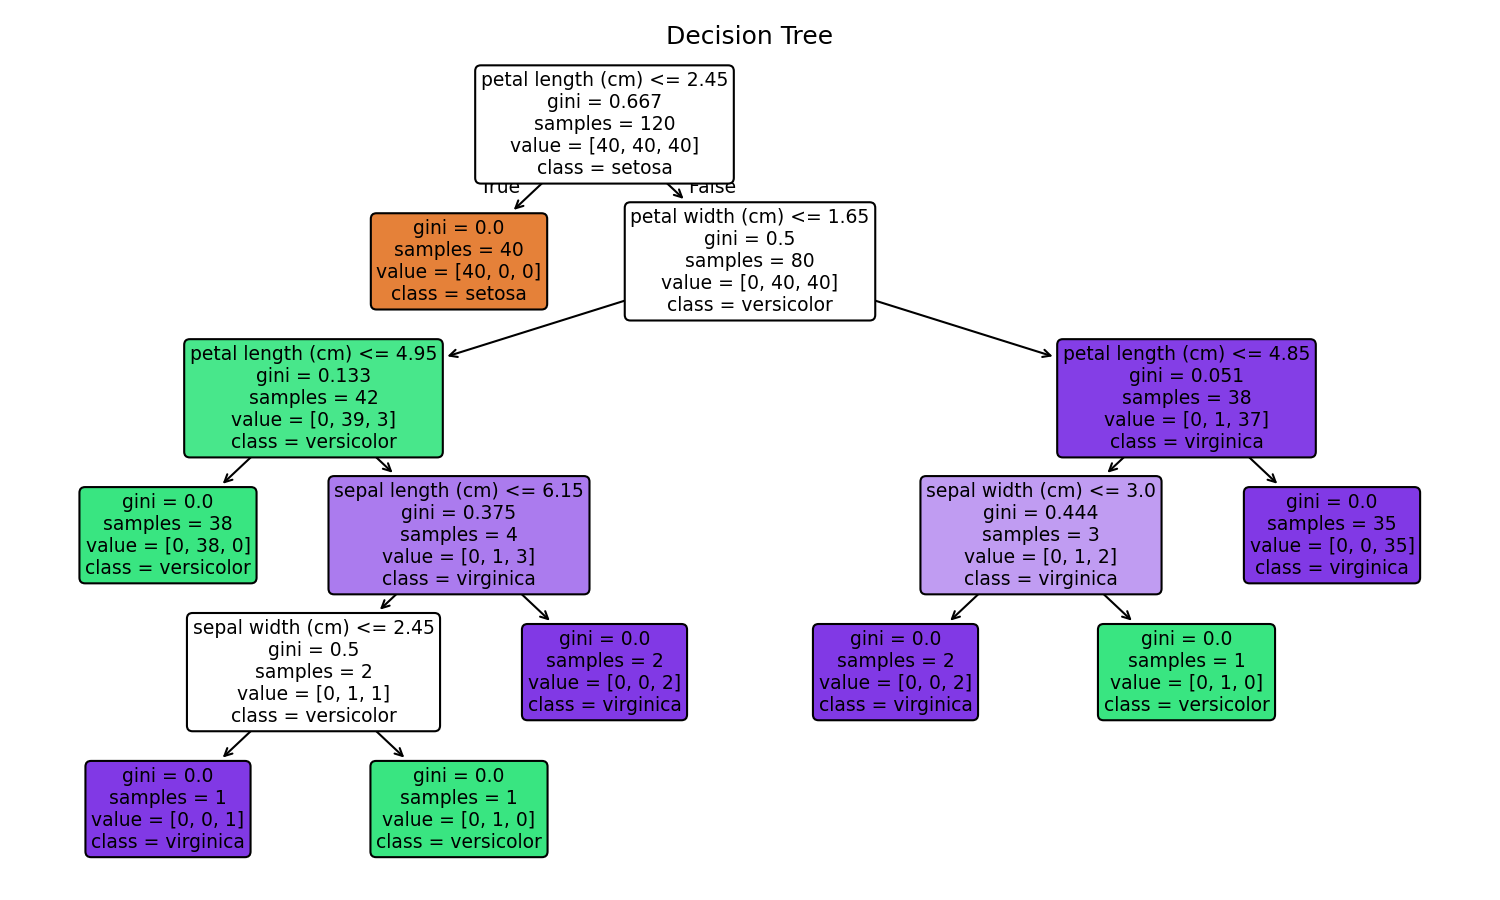 Decision Tree
petal length (cm) <= 2.45
gini = 0.667
samples = 120
value = [40, 40, 40]
class = setosa
True
False
gini = 0.0
samples = 40
value = [40, 0, 0]
class = setosa
petal width (cm) <= 1.65
gini = 0.5
samples = 80
value = [0, 40, 40]
class = versicolor
petal length (cm) <= 4.95
gini = 0.133
samples = 42
value = [0, 39, 3]
class = versicolor
petal length (cm) <= 4.85
gini = 0.051
samples = 38
value = [0, 1, 37]
class = virginica
gini = 0.0
samples = 38
value = [0, 38, 0]
class = versicolor
sepal length (cm) <= 6.15
gini = 0.375
samples = 4
value = [0, 1, 3]
class = virginica
sepal width (cm) <= 3.0
gini = 0.444
samples = 3
value = [0, 1, 2]
class = virginica
gini = 0.0
samples = 35
value = [0, 0, 35]
class = virginica
sepal width (cm) <= 2.45
gini = 0.5
samples = 2
value = [0, 1, 1]
class = versicolor
gini = 0.0
samples = 2
value = [0, 0, 2]
class = virginica
gini = 0.0
samples = 2
value = [0, 0, 2]
class = virginica
gini = 0.0
samples = 1
value = [0, 1, 0]
class = versicolor
gini = 0.0
samples = 1
value = [0, 0, 1]
class = virginica
gini = 0.0
samples = 1
value = [0, 1, 0]
class = versicolor